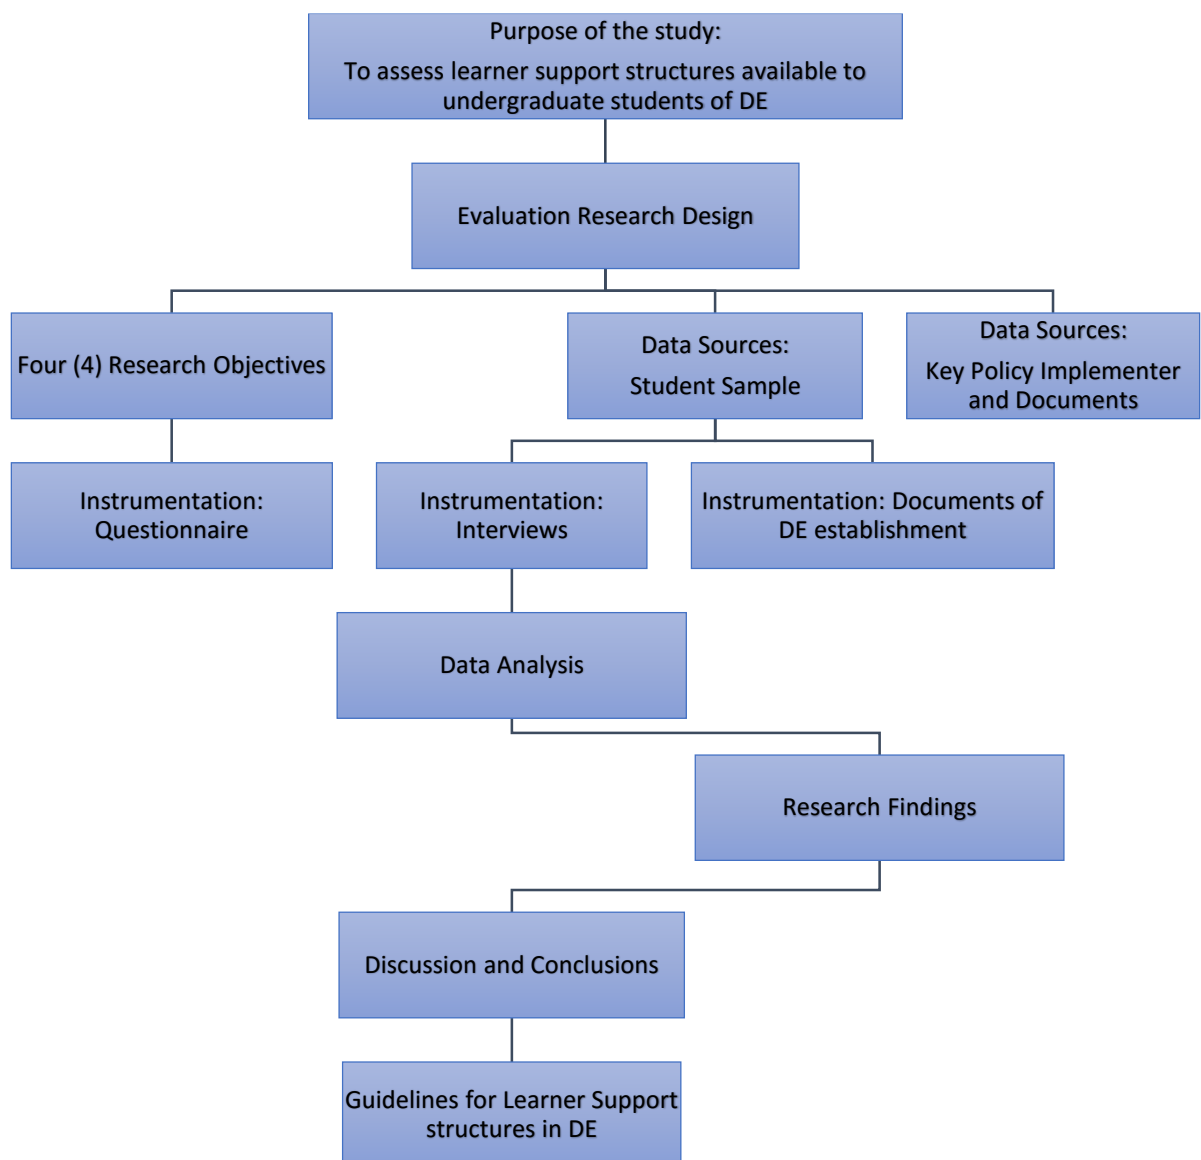 Purpose of the study:
To assess learner support structures available to
undergraduate students of DE
Evaluation Research Design
Four (4) Research Objectives
Data Sources:
Student Sample
Data Sources:
Key Policy Implementer
and Documents
Instrumentation:
Questionnaire
Instrumentation:
Interviews
Instrumentation: Documents of
DE establishment
Data Analysis
Research Findings
Discussion and Conclusions
Guidelines for Learner Support
structures in DE